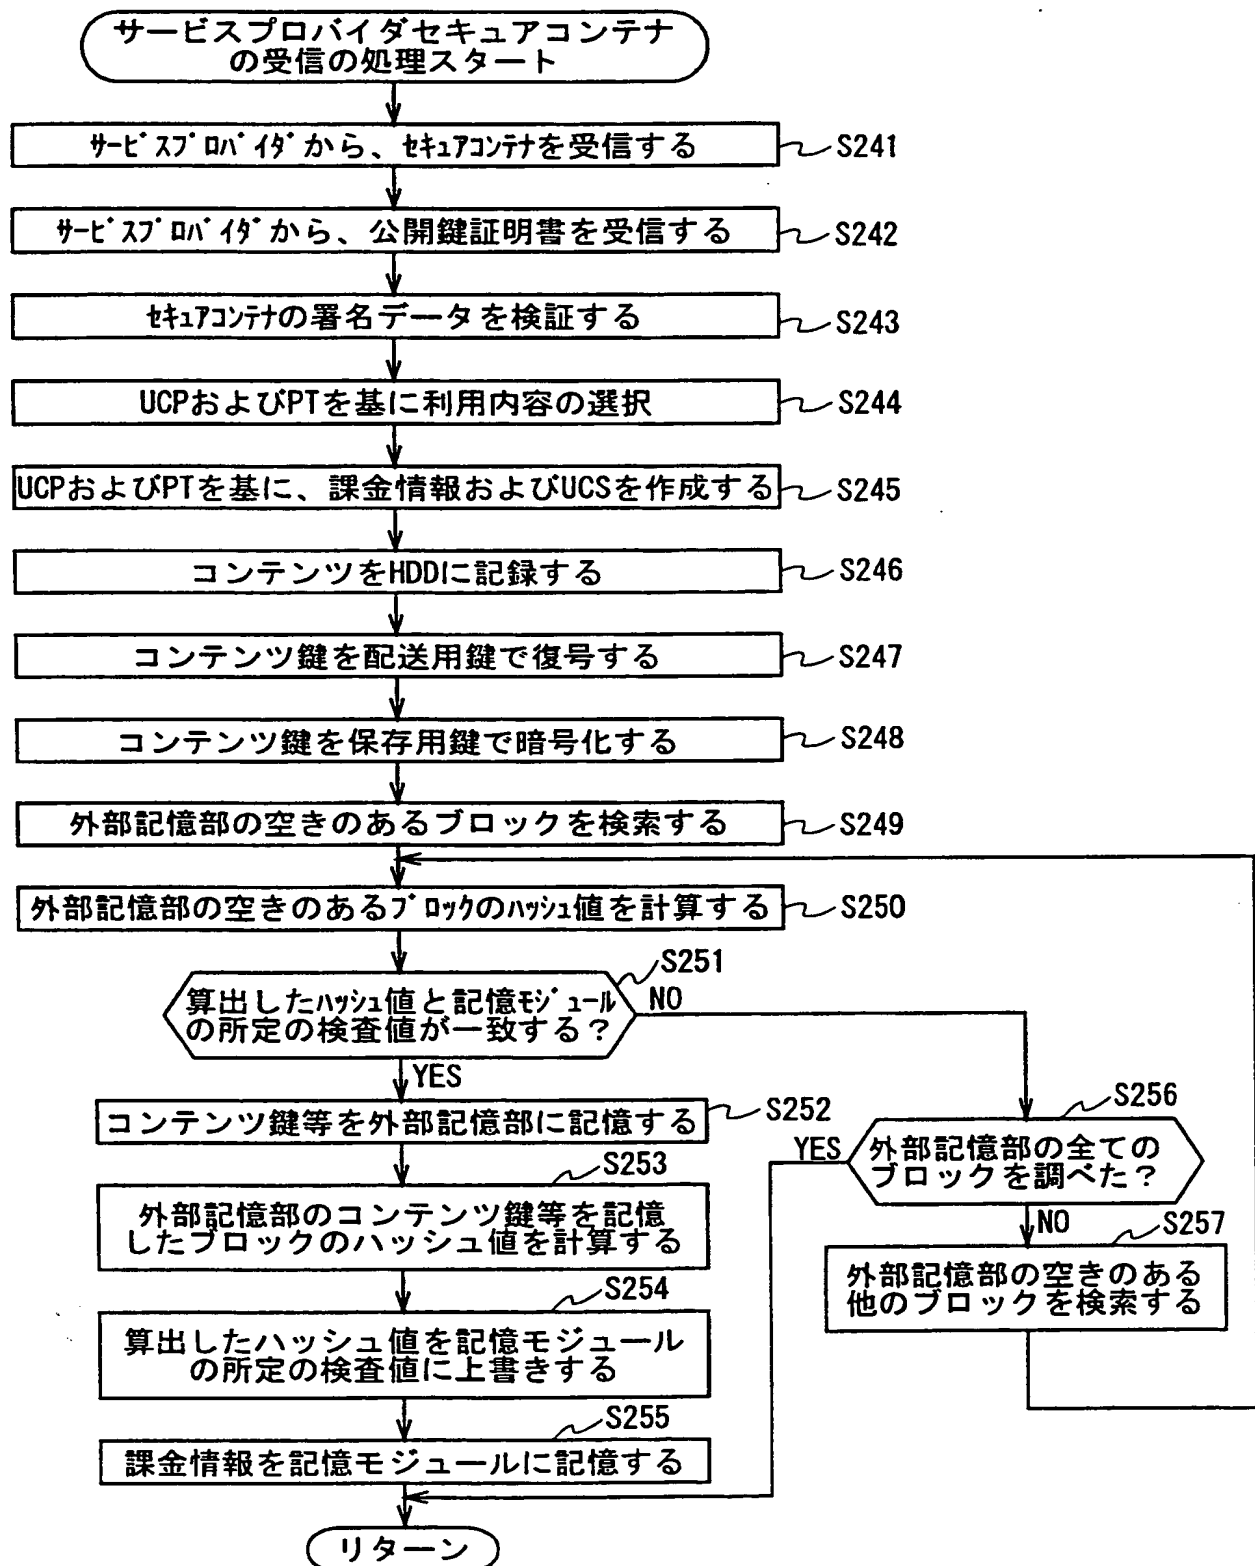 サービスプロバイダセキュアコンテナ
の受信の処理スタート
ｻｰﾋﾞｽﾌﾟﾛﾊﾞｲﾀﾞから、ｾｷｭｱｺﾝﾃﾅを受信する
S241
ｻｰﾋﾞｽﾌﾟﾛﾊﾞｲﾀﾞから、公開鍵証明書を受信する
S242
ｾｷｭｱｺﾝﾃﾅの署名データを検証する
S243
UCPおよびPTを基に利用内容の選択
S244
UCPおよびPTを基に、課金情報およびUCSを作成する
S245
コンテンツをHDDに記録する
S246
コンテンツ鍵を配送用鍵で復号する
S247
コンテンツ鍵を保存用鍵で暗号化する
S248
外部記憶部の空きのあるブロックを検索する
S249
外部記憶部の空きのあるﾌﾞﾛｯｸのﾊｯｼｭ値を計算する
S250
S251
算出したﾊｯｼｭ値と記憶ﾓｼﾞｭｰﾙ
の所定の検査値が一致する？
NO
YES
コンテンツ鍵等を外部記憶部に記憶する
S252
S253
外部記憶部のコンテンツ鍵等を記憶
したブロックのハッシュ値を計算する
S254
算出したハッシュ値を記憶モジュール
の所定の検査値に上書きする
S255
課金情報を記憶モジュールに記憶する
S256
YES
外部記憶部の全ての
ブロックを調べた？
NO
S257
外部記憶部の空きのある
他のブロックを検索する
リターン